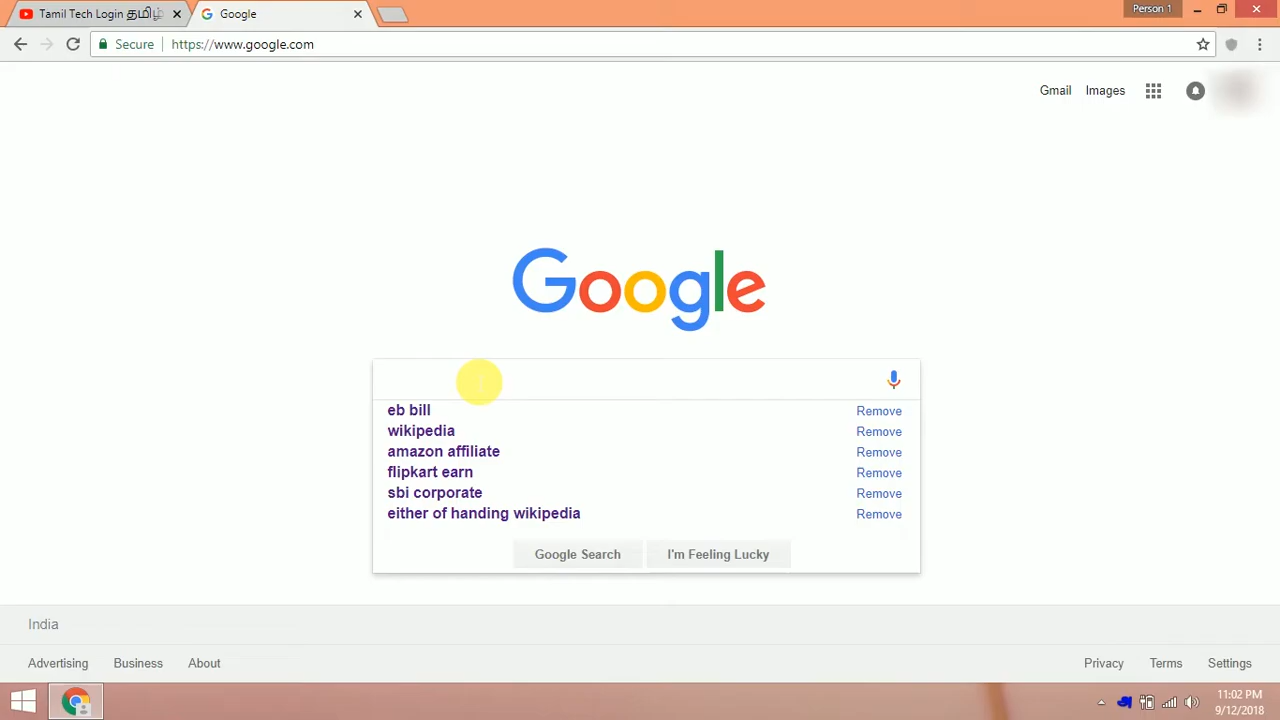 Tamil Tech Login தமிழ்
Google
Person 1
Secure
https://www.google.com
Gmail
Images
Google
eb bill
Remove
wikipedia
Remove
amazon affiliate
Remove
flipkart earn
Remove
sbi corporate
Remove
either of handing wikipedia
Remove
Google Search
I'm Feeling Lucky
India
Advertising
Business
About
Privacy
Terms
Settings
11:02 PM
9/12/2018